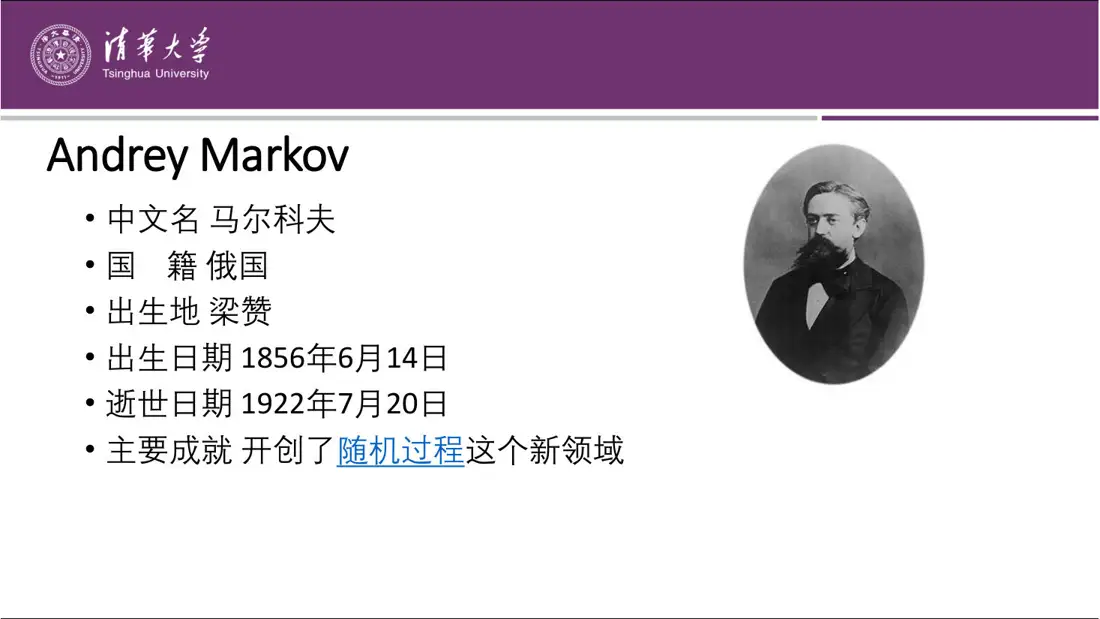 清华大学
Tsinghua University
Andrey Markov
• 中文名 马尔科夫
• 国　籍 俄国
• 出生地 梁赞
• 出生日期 1856年6月14日
• 逝世日期 1922年7月20日
• 主要成就 开创了随机过程这个新领域